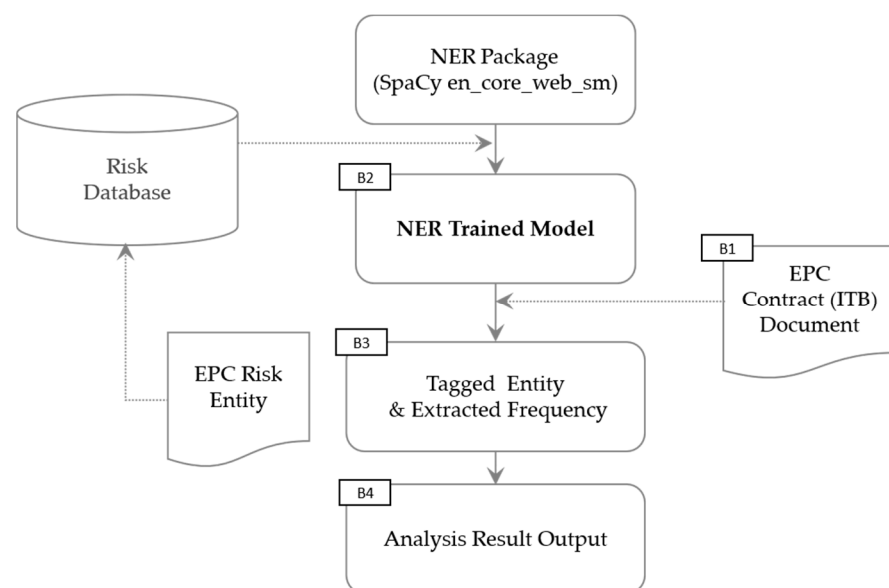 NER Package
(SpaCy en_core_web_sm)
Risk
Database
B2
NER Trained Model
B1
EPC
Contract (ITB)
Document
EPC Risk
Entity
B3
Tagged Entity
& Extracted Frequency
B4
Analysis Result Output